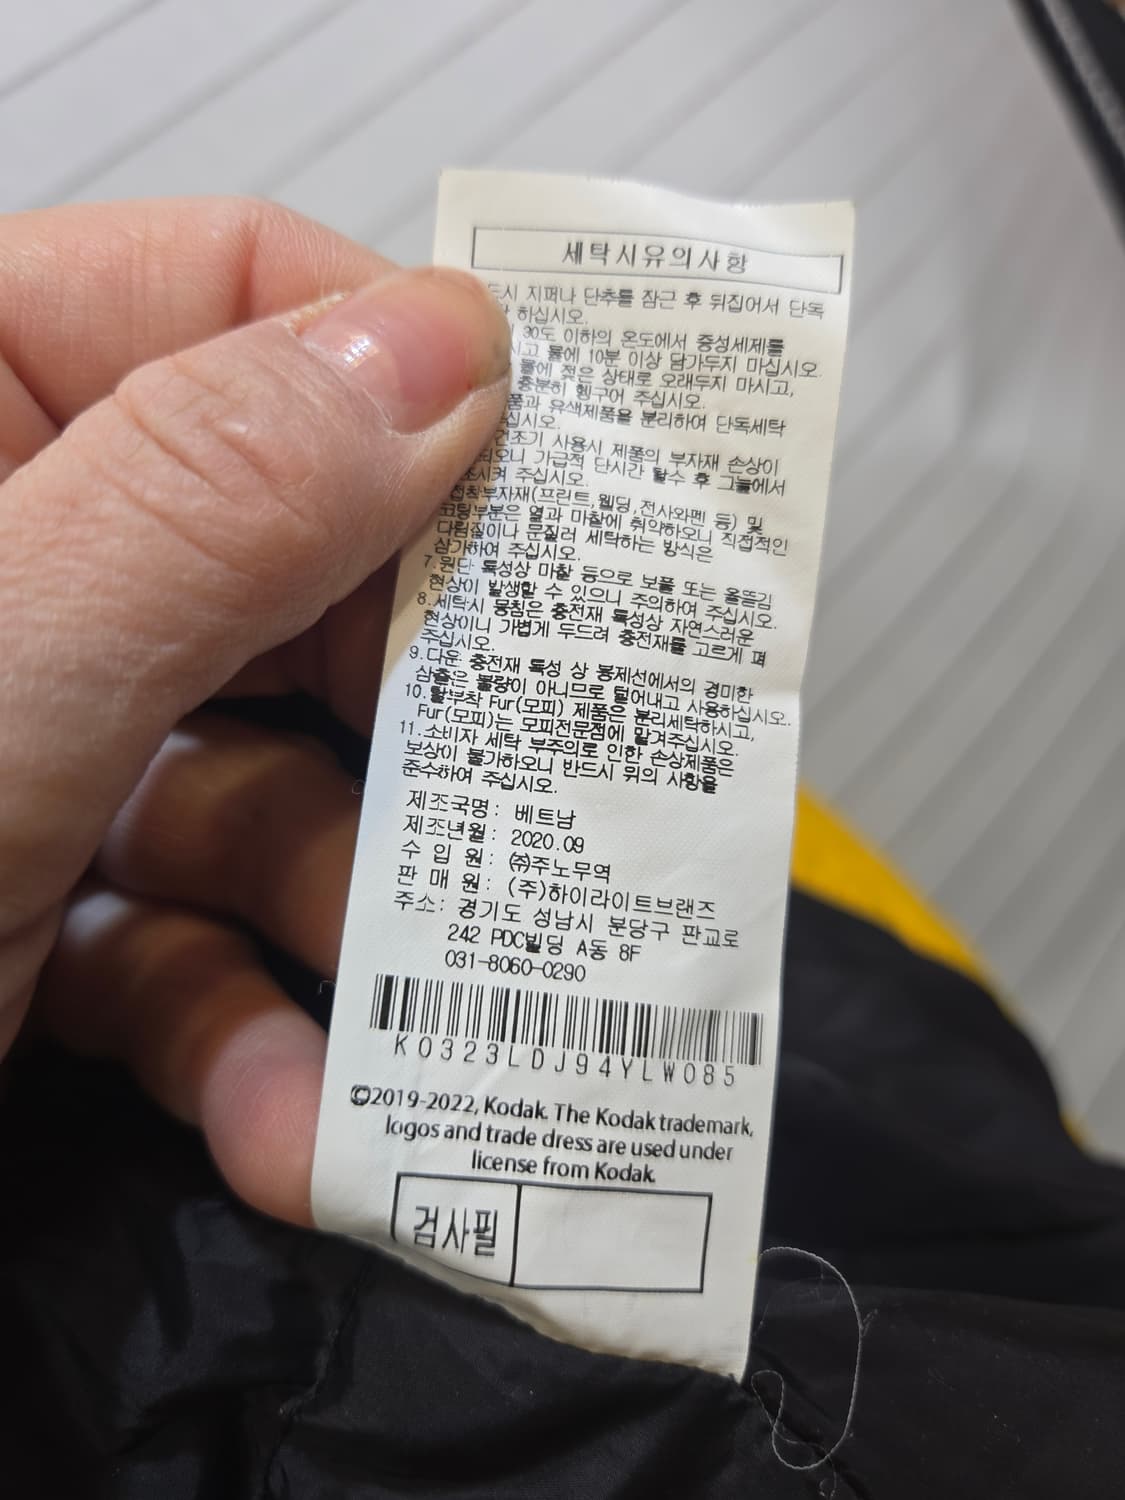 세탁시유의사항
지퍼나 단추를 잠근 후 뒤집어서 단독
하십시오.
30도 이하의 온도에서 중성세제를
물에 10분 이상 담가두지 마십시오.
물에 젖은 상태로 오래두지 마시고,
충분히 헹구어 주십시오.
유색제품을 분리하여 단독세탁
건조기 사용시 제품의 부자재 손상이
가급적 단시간 탈수 후 그늘에서
주십시오.
접착부자재(프린트,웰딩,전사와펜 등) 및
코팅부분은 열과 마찰에 취약하오니 직접적인
다림질이나 문질러 세탁하는 방식은
삼가하여 주십시오.
7.원단 특성상 마찰 등으로 보풀 또는 올뜯김
현상이 발생할 수 있으니 주의하여 주십시오.
8.세탁시 뭉침은 충전재 특성상 자연스러운
현상이니 가볍게 두드려 충전재를 고르게 펴
주십시오.
9.다운 충전재 특성 상 봉제선에서의 경미한
삼출은 불량이 아니므로 털어내고 사용하십시오.
10.탈부착 Fur(모피) 제품은 분리세탁하시고,
Fur(모피)는 모피전문점에 맡겨주십시오.
11.소비자 세탁 부주의로 인한 손상제품은
보상이 불가하오니 반드시 위의 사항을
준수하여 주십시오.
제조국명: 베트남
제조년월: 2020.09
수 입 원: ㈜주노무역
판 매 원: (주)하이라이트브랜즈
주소: 경기도 성남시 분당구 판교로
242 PDC빌딩 A동 8F
031-8060-0290
K0323LDJ94YLW085
©2019-2022, Kodak. The Kodak trademark,
logos and trade dress are used under
license from Kodak.
검사필